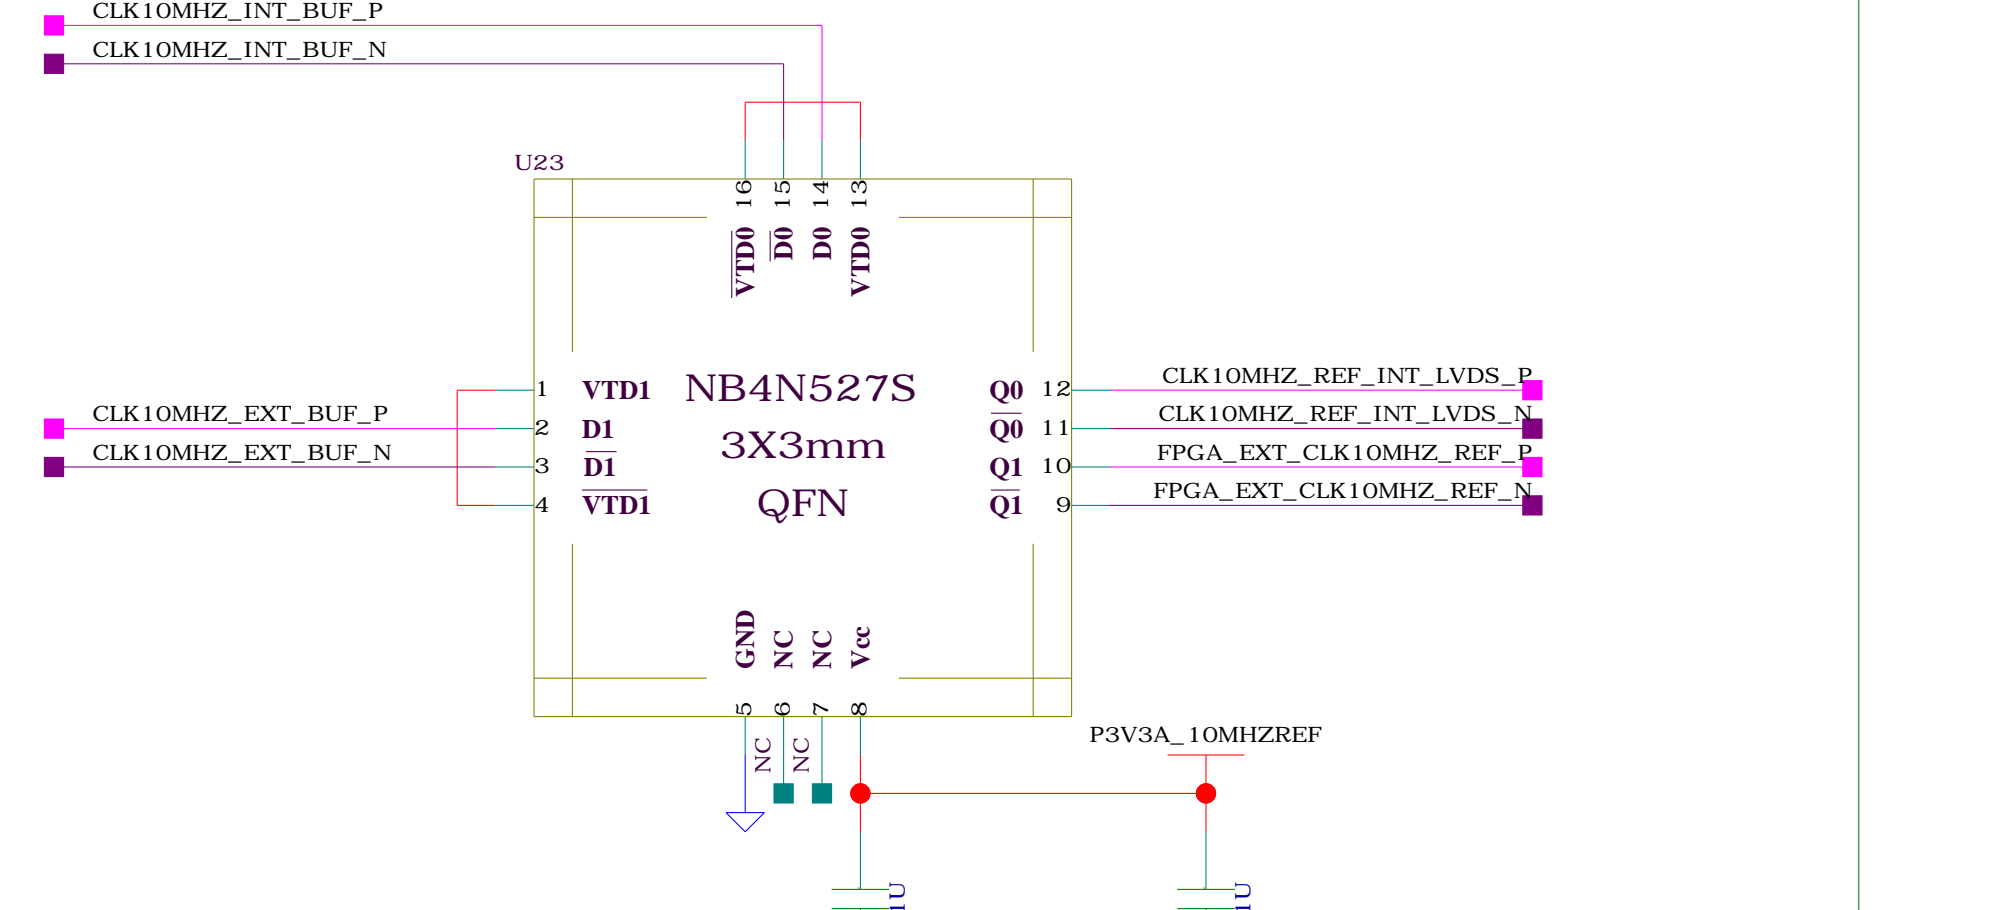 CLK10MHZ_INT_BUF_P
CLK10MHZ_INT_BUF_N
U23
16
15
14
13
VTD0
D0
D0
VTD0
CLK10MHZ_EXT_BUF_P
CLK10MHZ_EXT_BUF_N
1
2
3
4
VTD1
D1
D1
VTD1
NB4N527S
3X3mm
QFN
Q0
Q0
Q1
Q1
12
11
10
9
CLK10MHZ_REF_INT_LVDS_P
CLK10MHZ_REF_INT_LVDS_N
FPGA_EXT_CLK10MHZ_REF_P
FPGA_EXT_CLK10MHZ_REF_N
GND
NC
NC
Vcc
5
6
7
8
NC
NC
P3V3A_10MHZREF
1U
1U